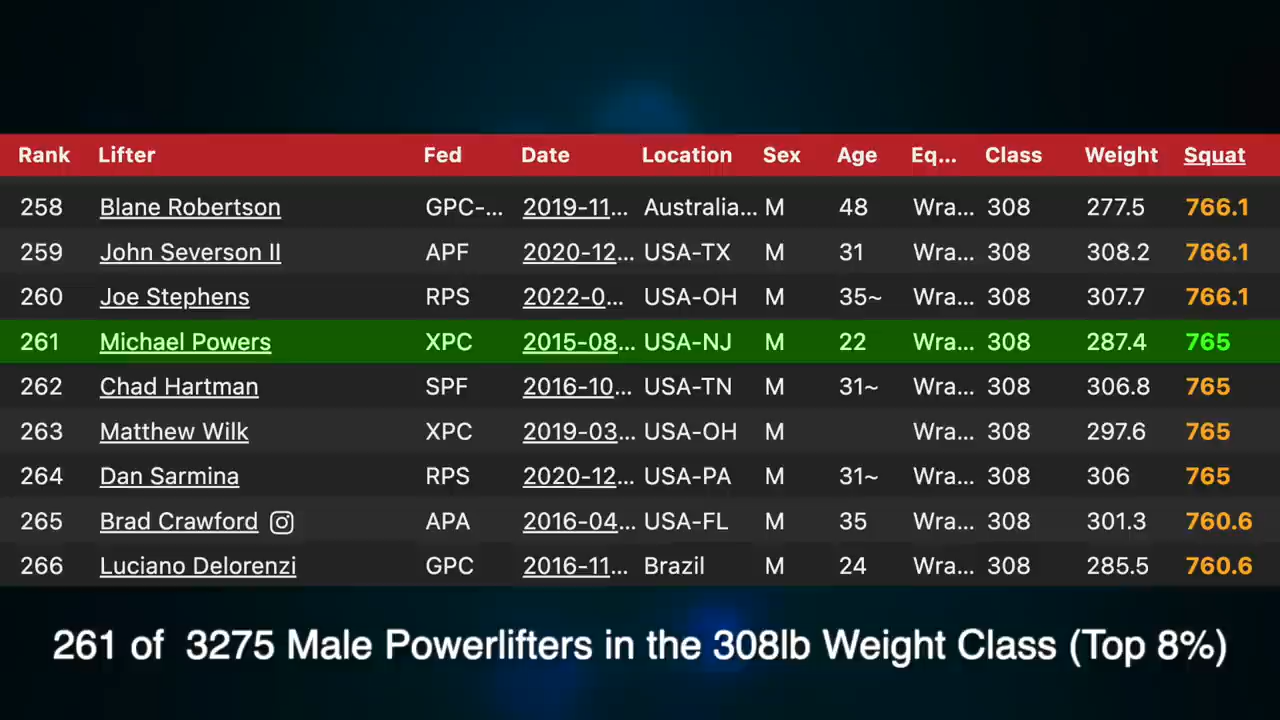 Rank Lifter Fed Date Location Sex Age Eq... Class Weight Squat
258 Blane Robertson GPC-... 2019-11... Australia... M 48 Wra... 308 277.5 766.1
259 John Severson II APF 2020-12... USA-TX M 31 Wra... 308 308.2 766.1
260 Joe Stephens RPS 2022-0... USA-OH M 35~ Wra... 308 307.7 766.1
261 Michael Powers XPC 2015-08... USA-NJ M 22 Wra... 308 287.4 765
262 Chad Hartman SPF 2016-10... USA-TN M 31~ Wra... 308 306.8 765
263 Matthew Wilk XPC 2019-03... USA-OH M Wra... 308 297.6 765
264 Dan Sarmina RPS 2020-12... USA-PA M 31~ Wra... 308 306 765
265 Brad Crawford APA 2016-04... USA-FL M 35 Wra... 308 301.3 760.6
266 Luciano Delorenzi GPC 2016-11... Brazil M 24 Wra... 308 285.5 760.6
261 of 3275 Male Powerlifters in the 308lb Weight Class (Top 8%)